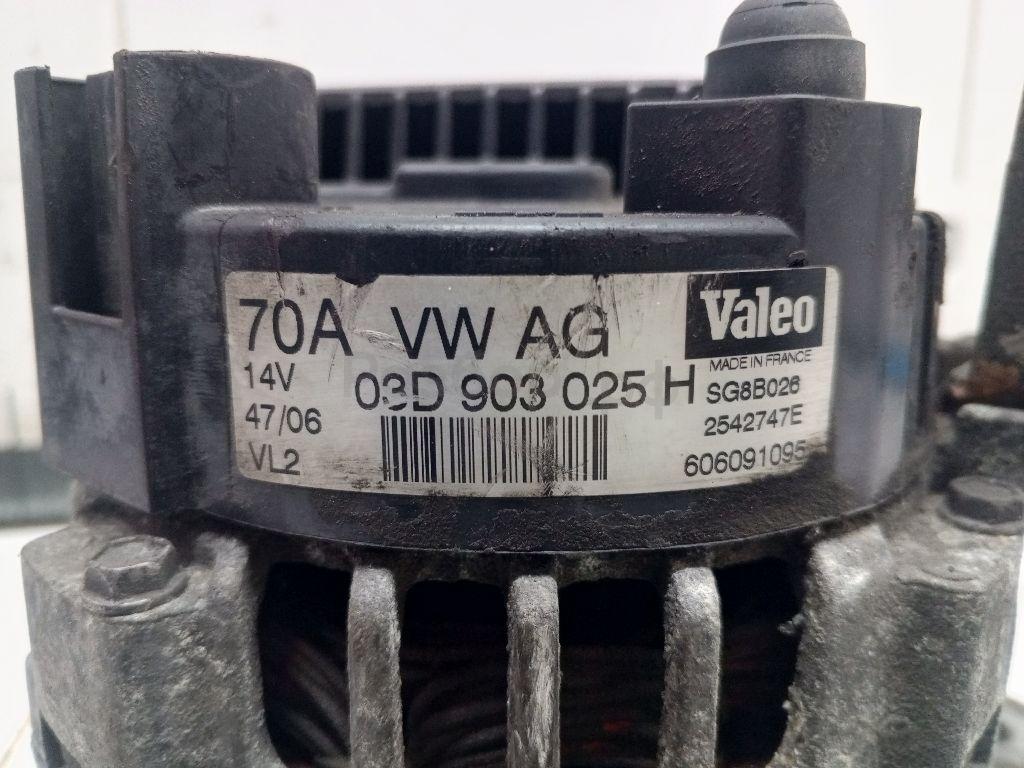 70A VW AG
Valeo
MADE IN FRANCE
14V
03D 903 025 H
SG8B026
47/06
2542747E
VL2
606091095